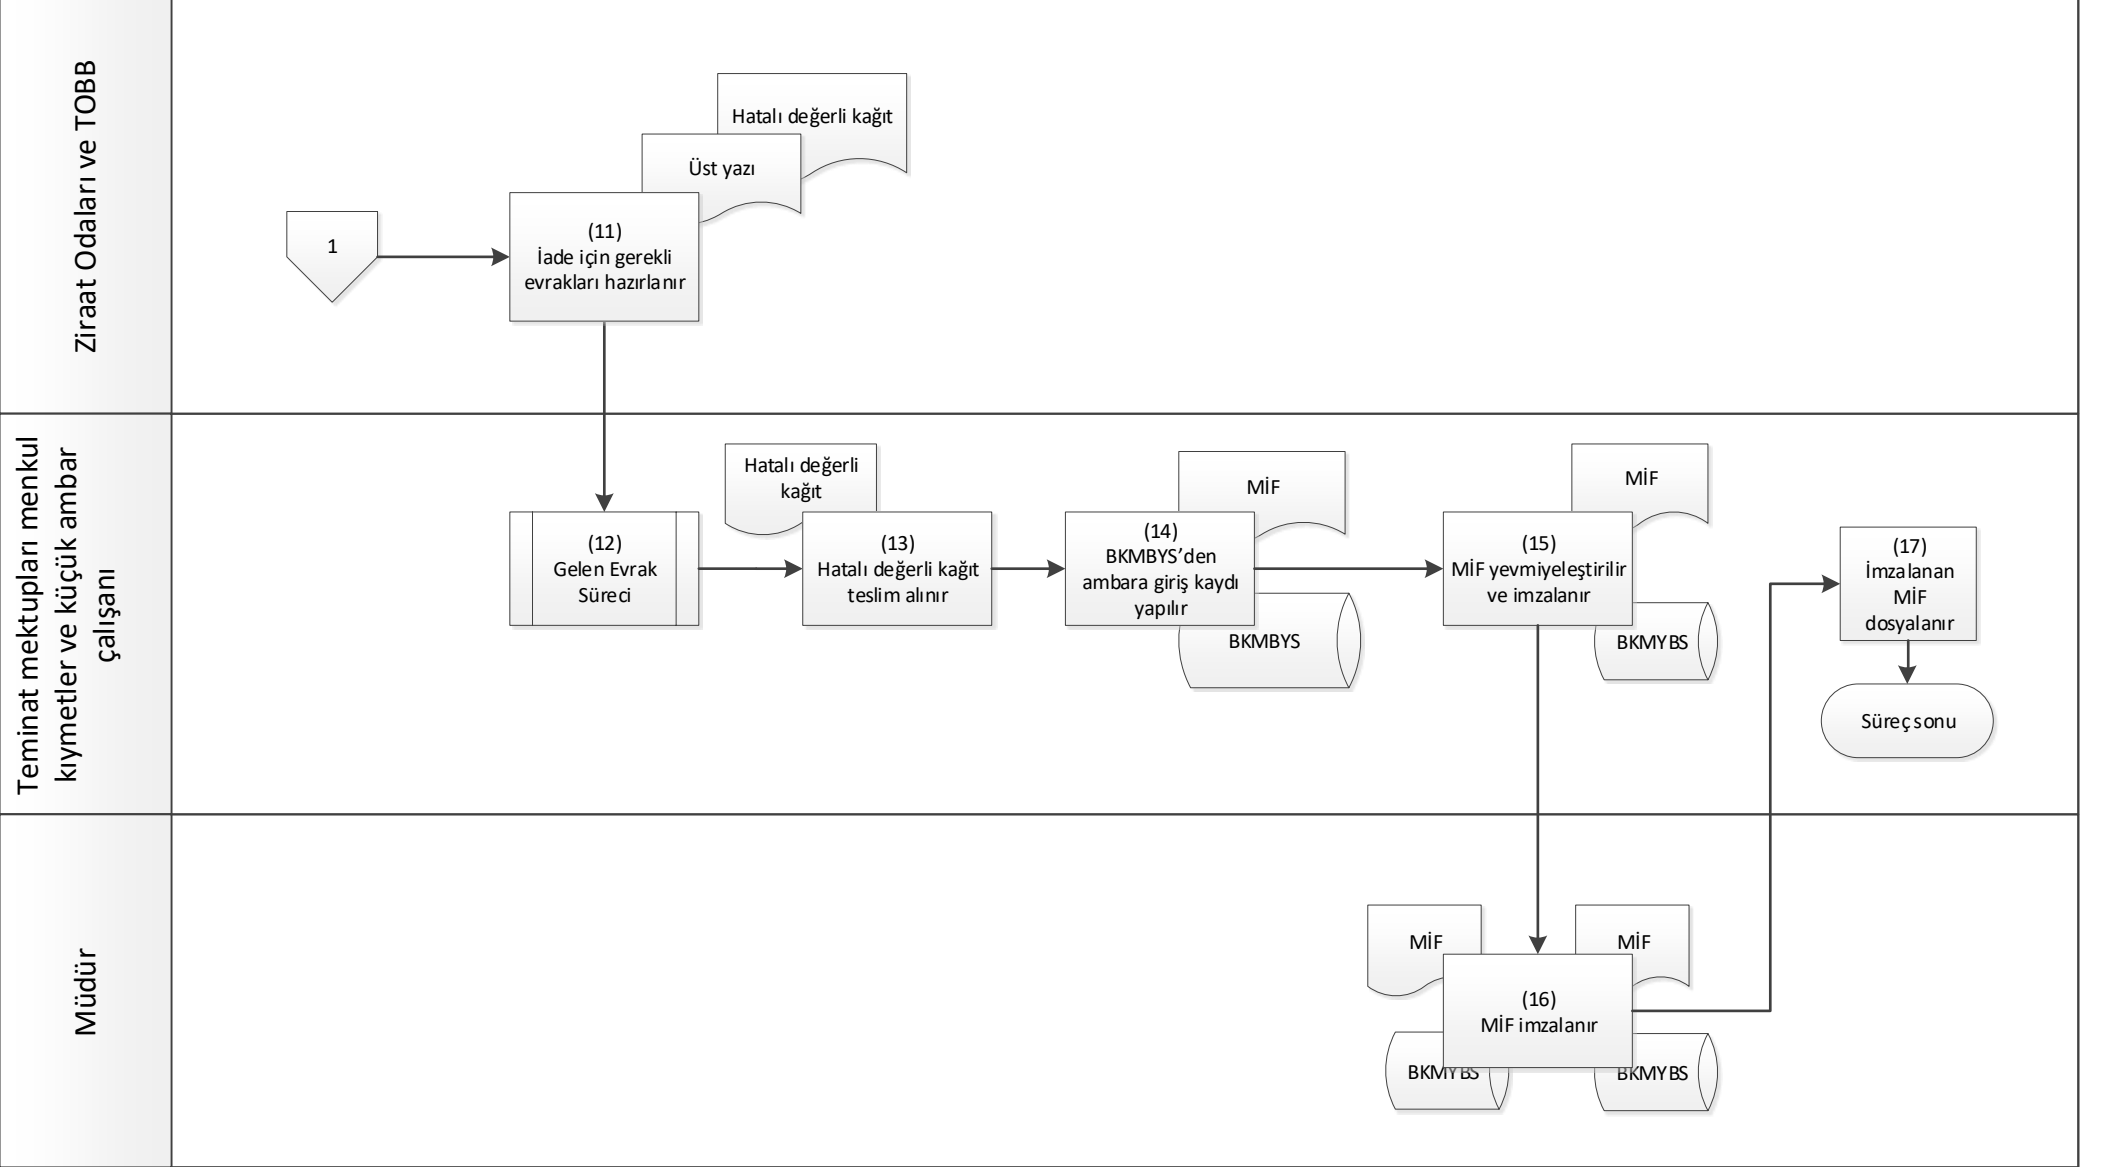 Ziraat Odaları ve TOBB
Hatalı değerli kağıt
Üst yazı
1
(11)
İade için gerekli
evrakları hazırlanır
Teminat mektupları menkul
kıymetler ve küçük ambar
çalışanı
(12)
Gelen Evrak
Süreci
Hatalı değerli
kağıt
(13)
Hatalı değerli kağıt
teslim alınır
MİF
(14)
BKMBYS’den
ambara giriş kaydı
yapılır
BKMBYS
MİF
(15)
MİF yevmiyeleştirilir
ve imzalanır
BKMYBS
(17)
İmzalanan
MİF
dosyalanır
Süreç sonu
Müdür
MİF
MİF
(16)
MİF imzalanır
BKMYBS
BKMYBS